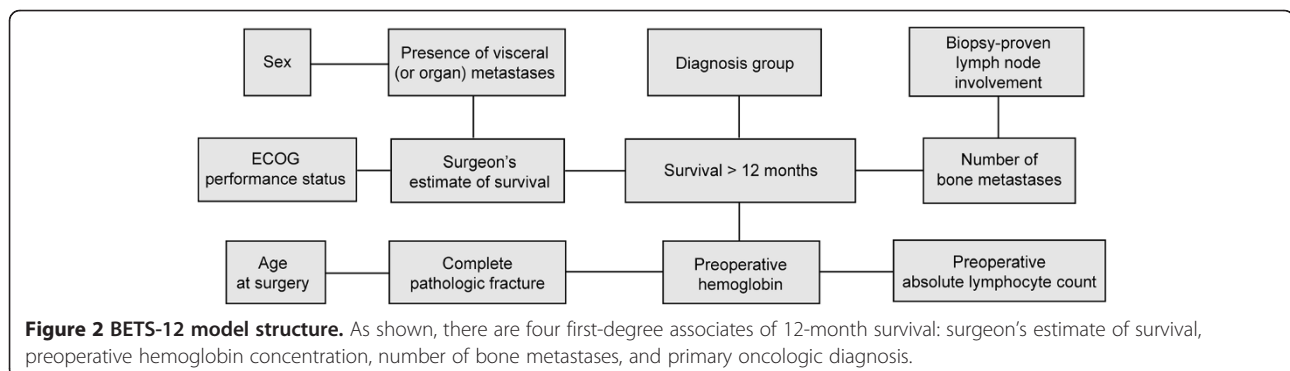 Sex
Presence of visceral
(or organ) metastases
Diagnosis group
Biopsy-proven
lymph node
involvement
ECOG
performance status
Surgeon's
estimate of survival
Survival > 12 months
Number of
bone metastases
Age
at surgery
Complete
pathologic fracture
Preoperative
hemoglobin
Preoperative
absolute lymphocyte count
Figure 2 BETS-12 model structure. As shown, there are four first-degree associates of 12-month survival: surgeon's estimate of survival,
preoperative hemoglobin concentration, number of bone metastases, and primary oncologic diagnosis.